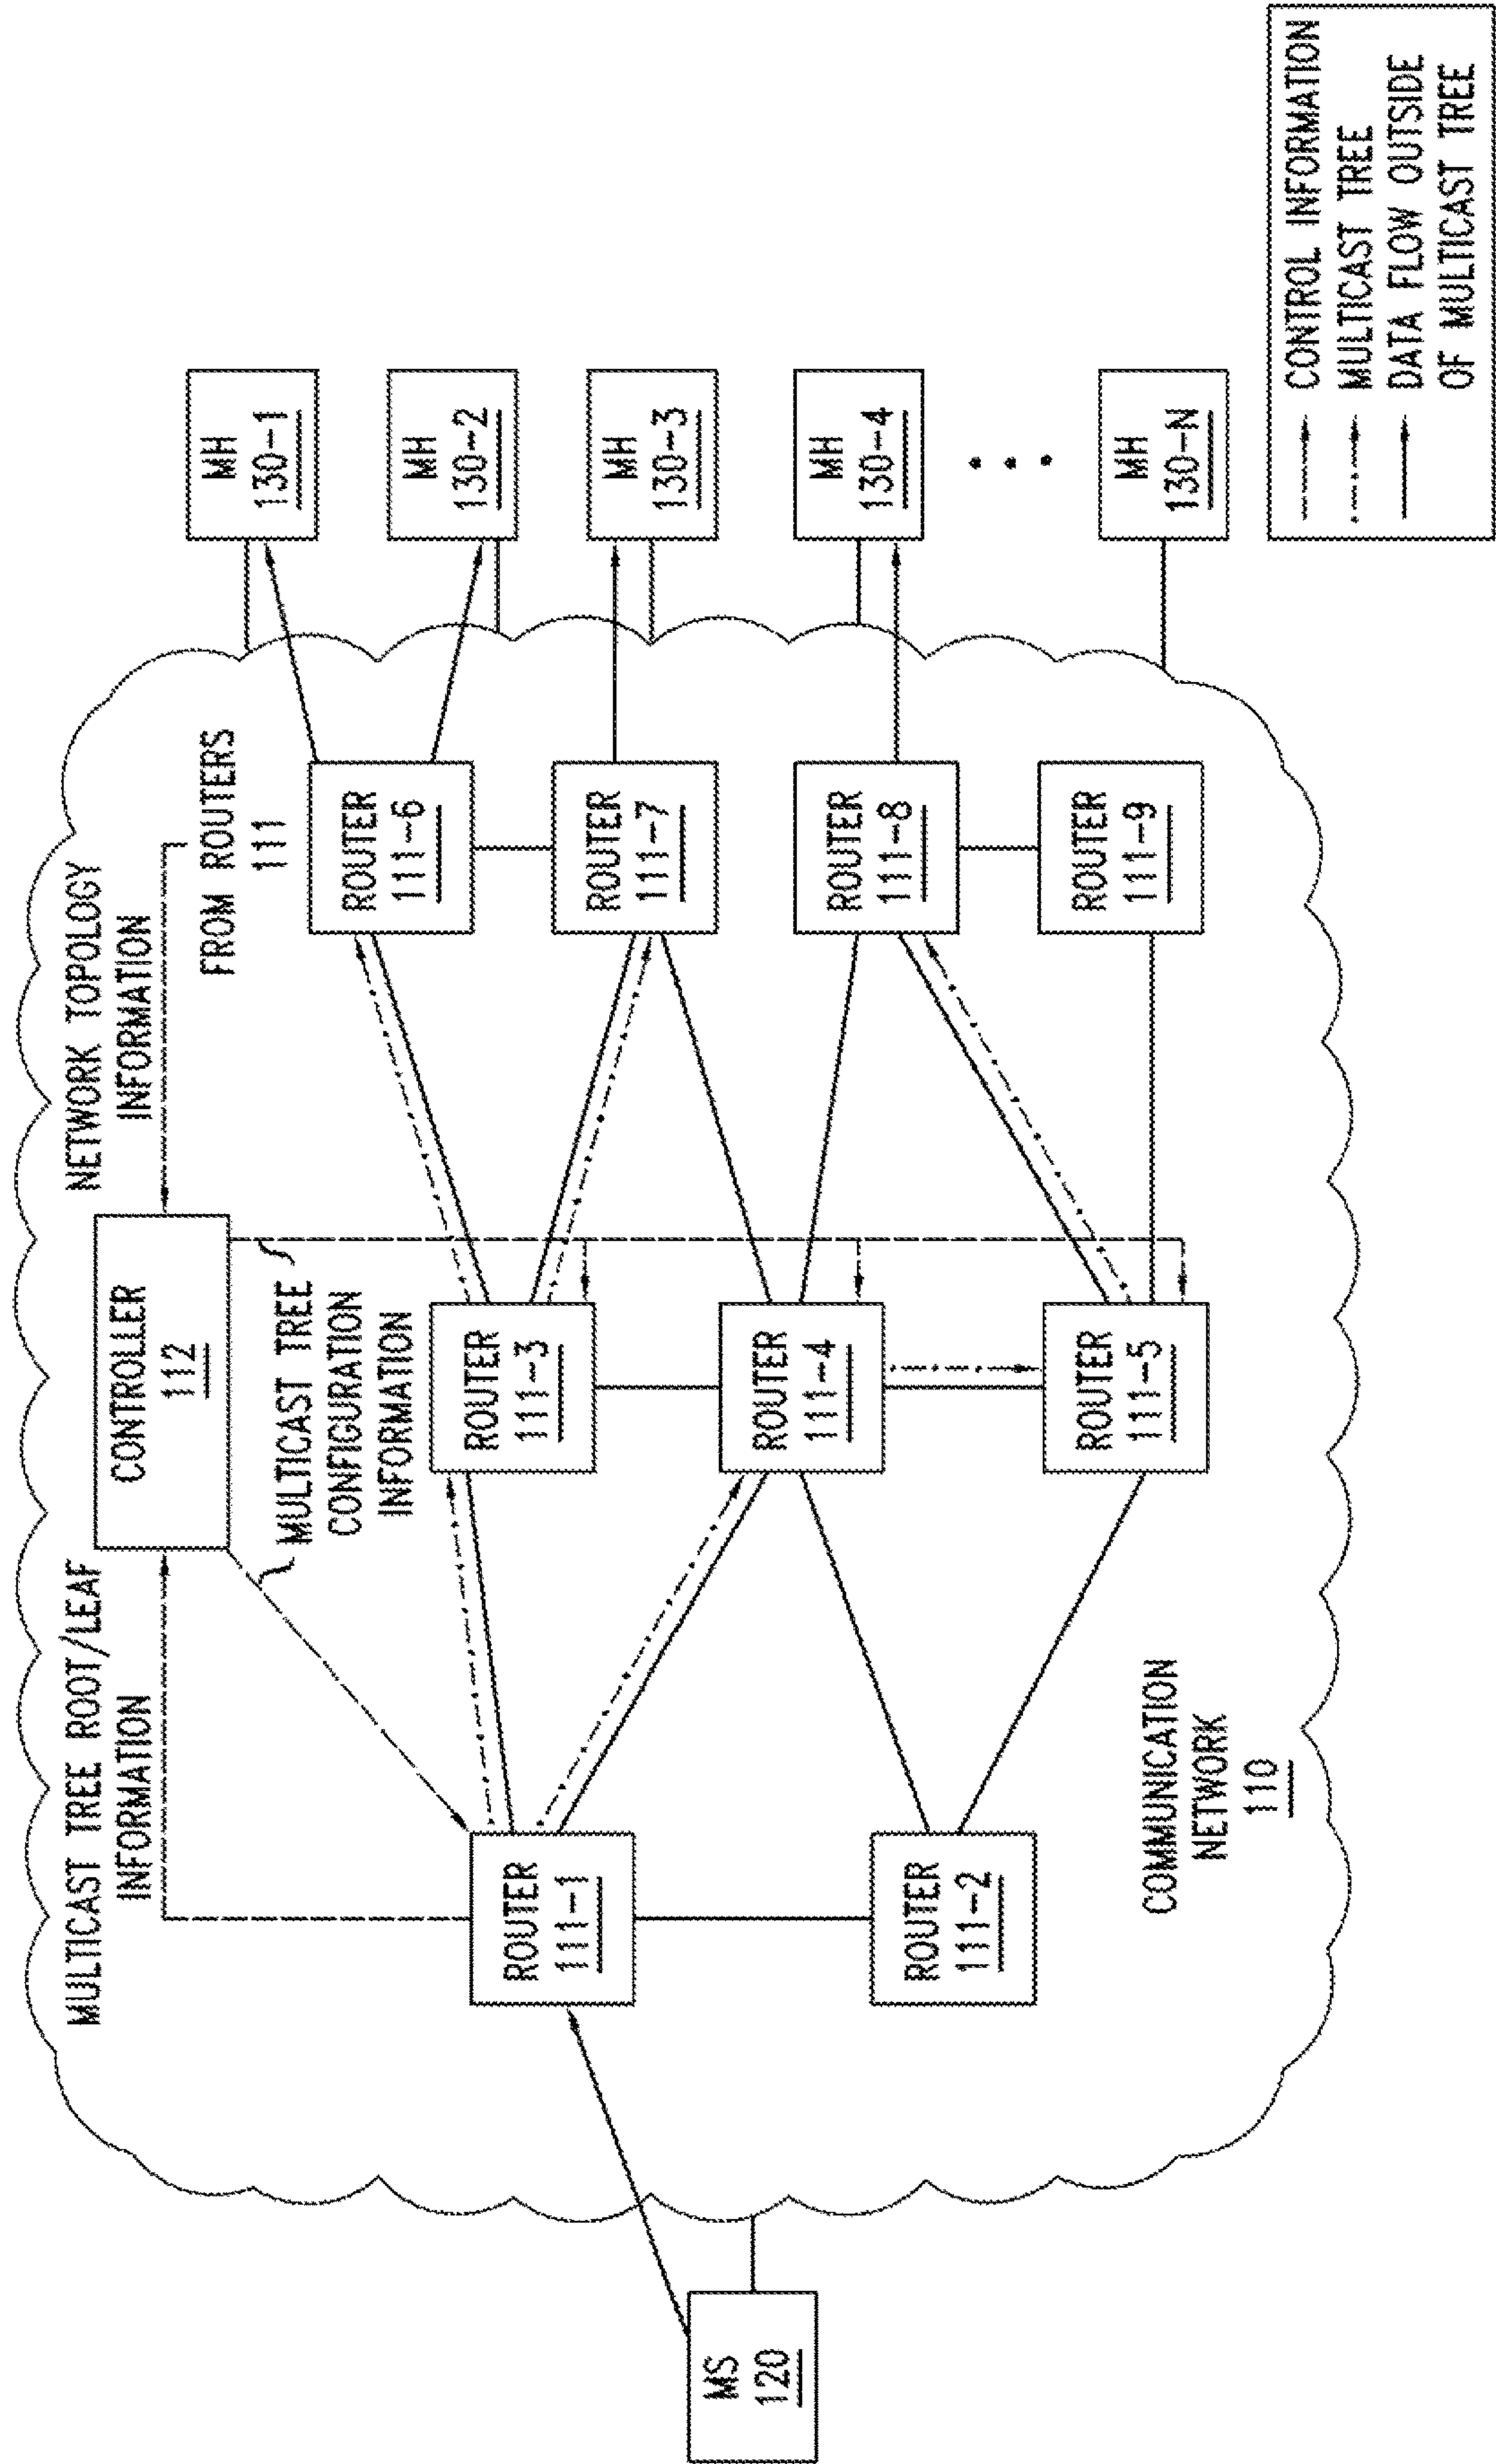 MULTICAST TREE ROOT/LEAF
INFORMATION
CONTROLLER
112
NETWORK TOPOLOGY
INFORMATION
FROM ROUTERS
111
MULTICAST TREE
CONFIGURATION
INFORMATION
MS
120
ROUTER
111-1
ROUTER
111-2
ROUTER
111-3
ROUTER
111-4
ROUTER
111-5
ROUTER
111-6
ROUTER
111-7
ROUTER
111-8
ROUTER
111-9
MH
130-1
MH
130-2
MH
130-3
MH
130-4
MH
130-N
COMMUNICATION
NETWORK
110
CONTROL INFORMATION
MULTICAST TREE
DATA FLOW OUTSIDE
OF MULTICAST TREE